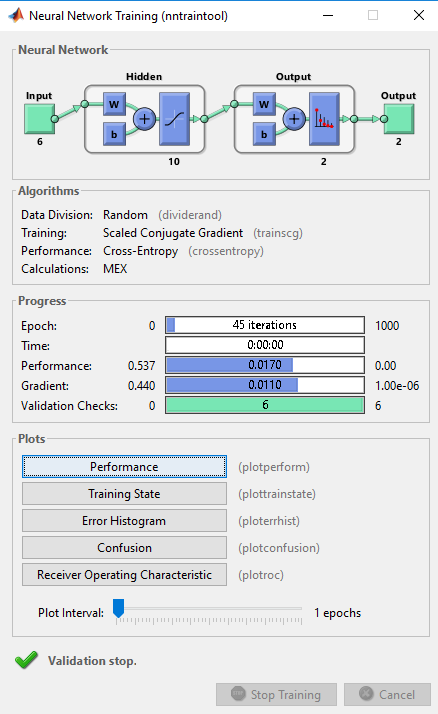 Neural Network Training (nntraintool)
Neural Network
Hidden Output
Input Output
W W
b b
+ +
6 10 2 2
Algorithms
Data Division: Random (dividerand)
Training: Scaled Conjugate Gradient (trainscg)
Performance: Cross-Entropy (crossentropy)
Calculations: MEX
Progress
Epoch: 0 45 iterations 1000
Time: 0:00:00
Performance: 0.537 0.0170 0.00
Gradient: 0.440 0.0110 1.00e-06
Validation Checks: 0 6 6
Plots
Performance (plotperform)
Training State (plottrainstate)
Error Histogram (ploterrhist)
Confusion (plotconfusion)
Receiver Operating Characteristic (plotroc)
Plot Interval: 1 epochs
Validation stop.
Stop Training Cancel